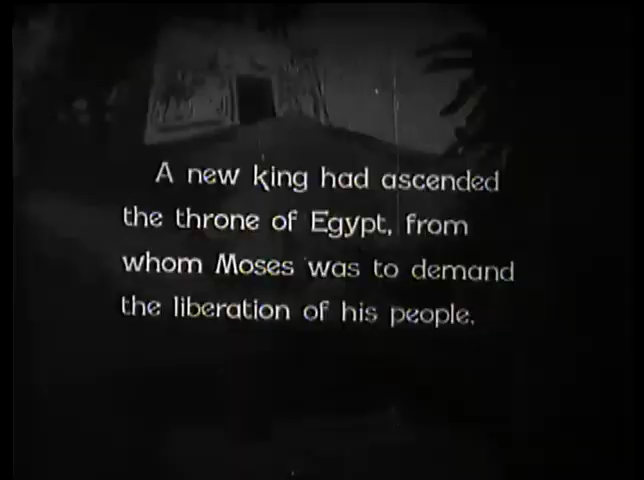 A new king had ascended
the throne of Egypt, from
whom Moses was to demand
the liberation of his people.